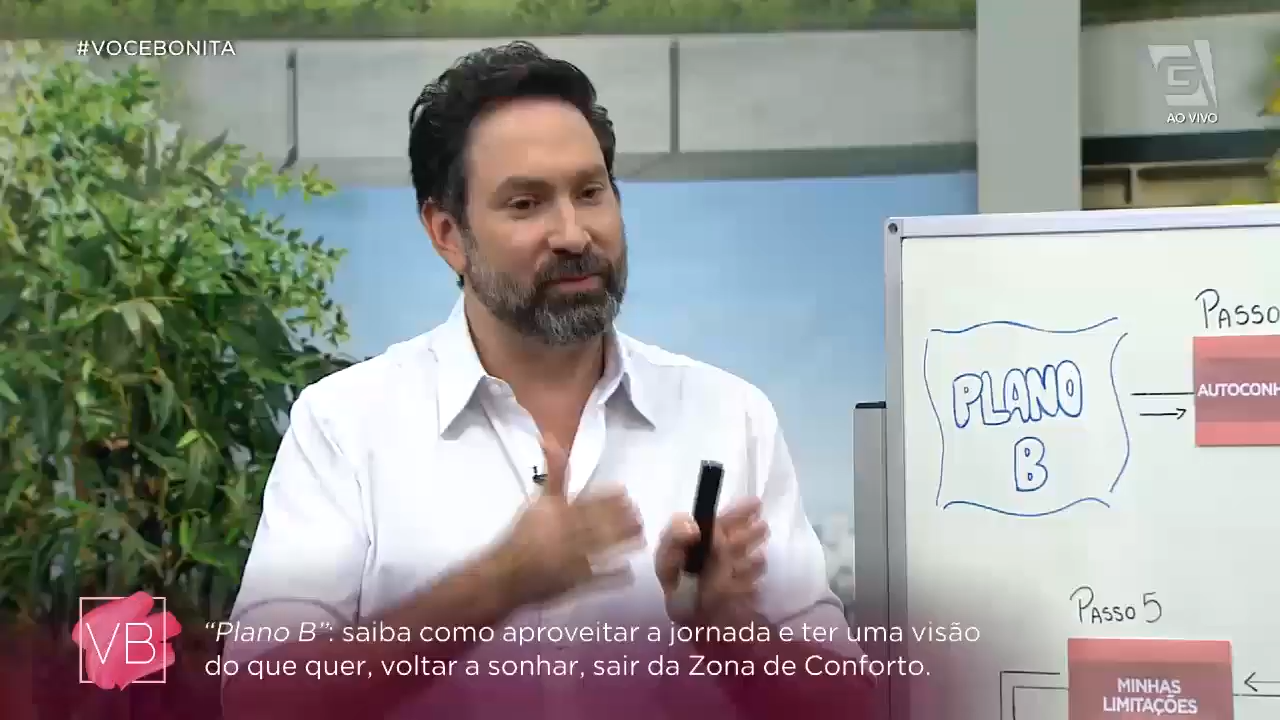 #VOCEBONITA
G
AO VIVO
PASSO
PLANO
B
AUTOCONH
PASSO 5
MINHAS
LIMITAÇÕES
VB
“Plano B”: saiba como aproveitar a jornada e ter uma visão
do que quer, voltar a sonhar, sair da Zona de Conforto.